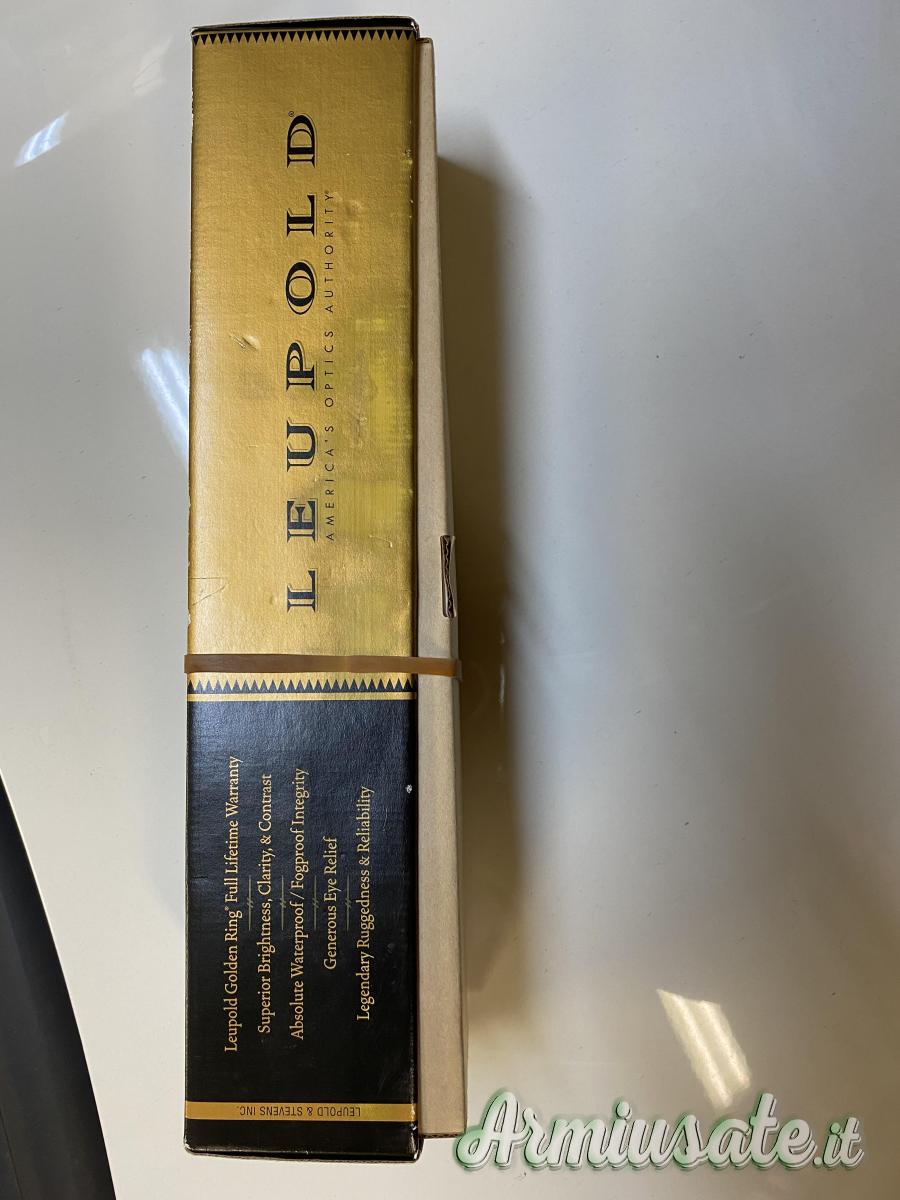 LEUPOLD®
AMERICA'S OPTICS AUTHORITY®
Leupold Golden Ring® Full Lifetime Warranty
Superior Brightness, Clarity, & Contrast
Absolute Waterproof / Fogproof Integrity
Generous Eye Relief
Legendary Ruggedness & Reliability
LEUPOLD & STEVENS INC.
Armiusate.it